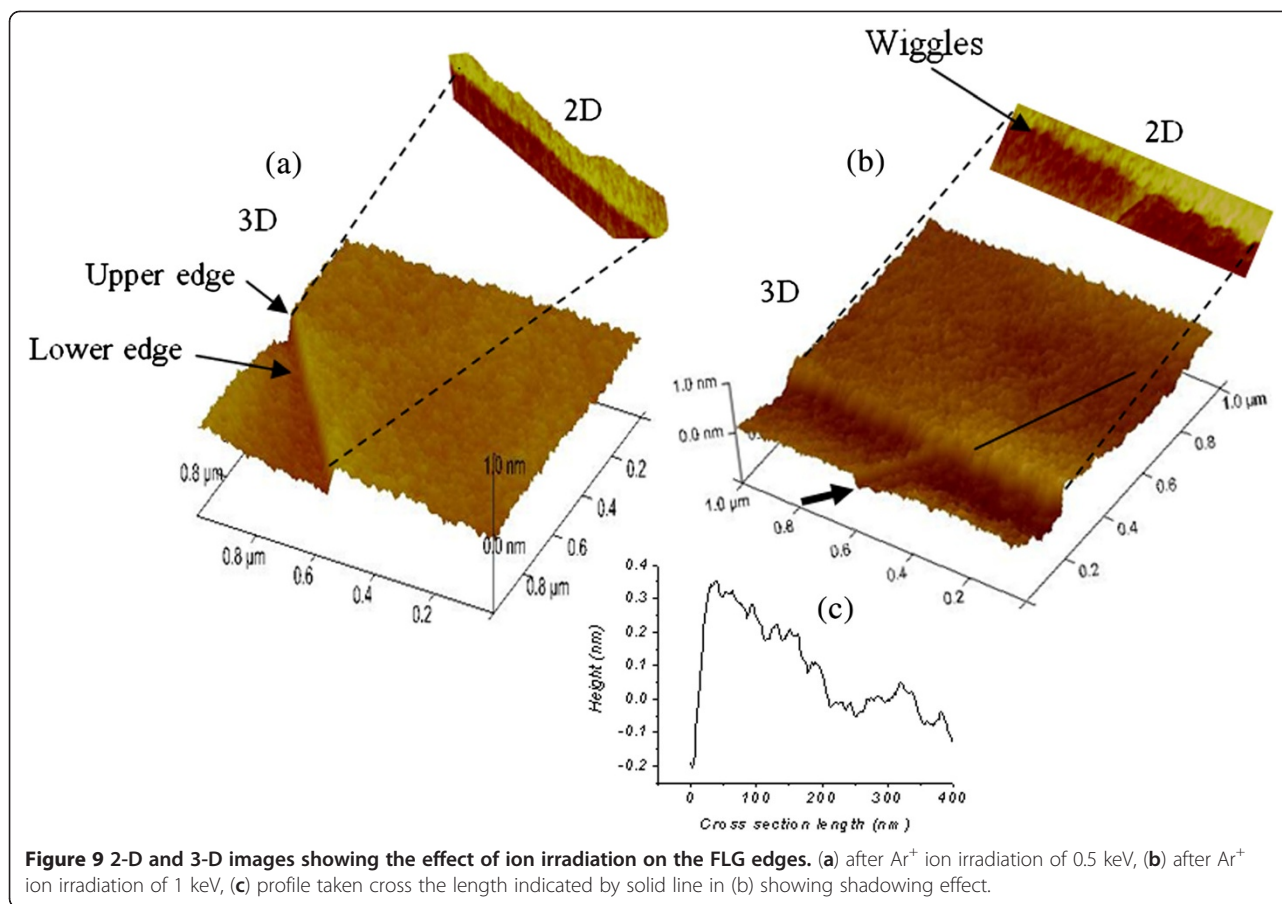 Wiggles
2D
2D
(a)
(b)
3D
Upper edge
Lower edge
3D
1.0 nm
0.0 nm
1.0 µm
0.8
0.6
0.4
0.2
1.0 µm
0.8
0.6
0.4
0.2
0.8 µm
0.8 µm
0.6
0.4
0.2
1.0 nm
0.0 nm
0.2
0.4
0.6
0.8 µm
(c)
0.4
0.3
0.2
0.1
0.0
-0.1
-0.2
Height (nm)
0 100 200 300 400
Cross section length (nm)
Figure 9 2-D and 3-D images showing the effect of ion irradiation on the FLG edges. (a) after Ar⁺ ion irradiation of 0.5 keV, (b) after Ar⁺
ion irradiation of 1 keV, (c) profile taken cross the length indicated by solid line in (b) showing shadowing effect.